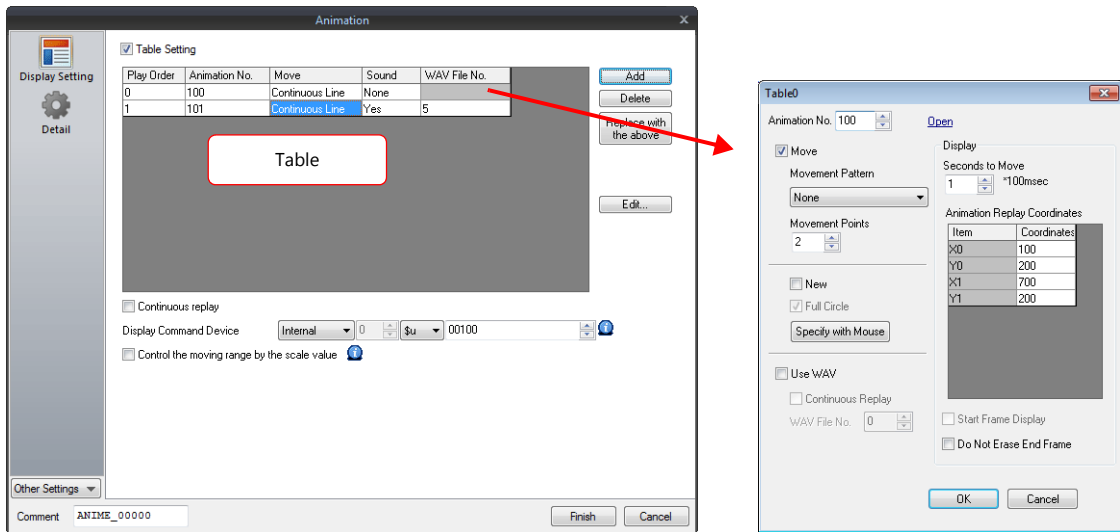 Animation
x
Display Setting
Detail
Table Setting
Play Order Animation No. Move Sound WAV File No.
0 100 Continuous Line None
1 101 Continuous Line Yes 5
Table
Add
Delete
Replace with
the above
Edit...
Continuous replay
Display Command Device Internal 0 $u 00100
Control the moving range by the scale value
Other Settings
Comment ANIME_00000
Finish Cancel
Table0
Animation No. 100 Open
Move
Movement Pattern
None
Movement Points
2
New
Full Circle
Specify with Mouse
Use WAV
Continuous Replay
WAV File No. 0
Display
Seconds to Move
1 *100msec
Animation Replay Coordinates
Item Coordinates
X0 100
Y0 200
X1 700
Y1 200
Start Frame Display
Do Not Erase End Frame
OK Cancel